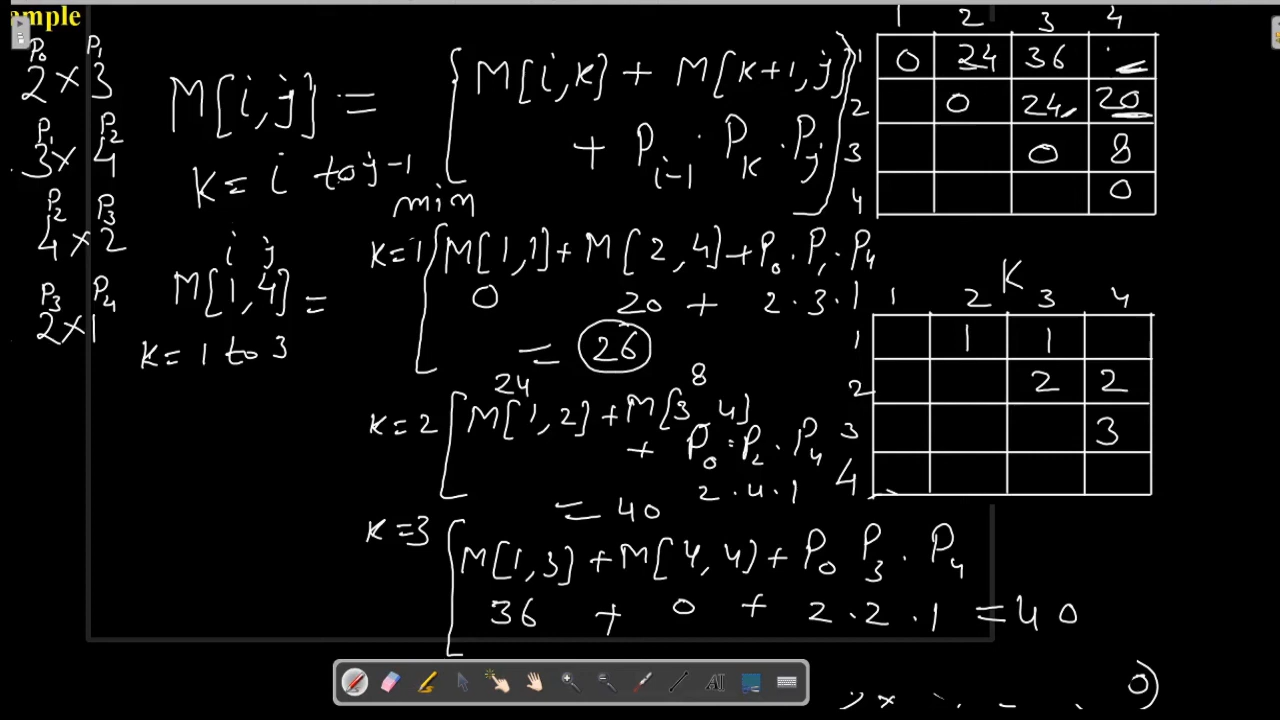 ample
P0 P1
2×3
P1 P2
3×4
P2 P3
4×2
P3 P4
2×1
M[i,j] =
K = i to j-1
min
M[i,K] + M[K+1,j]
+ Pi-1 . PK . Pj
i j
M[1,4] =
K = 1 to 3
K=1 [M[1,1] + M[2,4] + P0 . P1 . P4
0 20 + 2.3.1
= 26
24 8
K=2 [M[1,2] + M[3,4]
+ P0 . P2 . P4
2.4.1
= 40
K=3
M[1,3] + M[4,4] + P0 P3 . P4
36 + 0 + 2.2.1 = 40
1 2 3 4
0 24 36 1
0 24 20 2
0 8 3
0 4
K
1 2 3 4
1 1 1
2 2 2
3 3
4
AI
0)